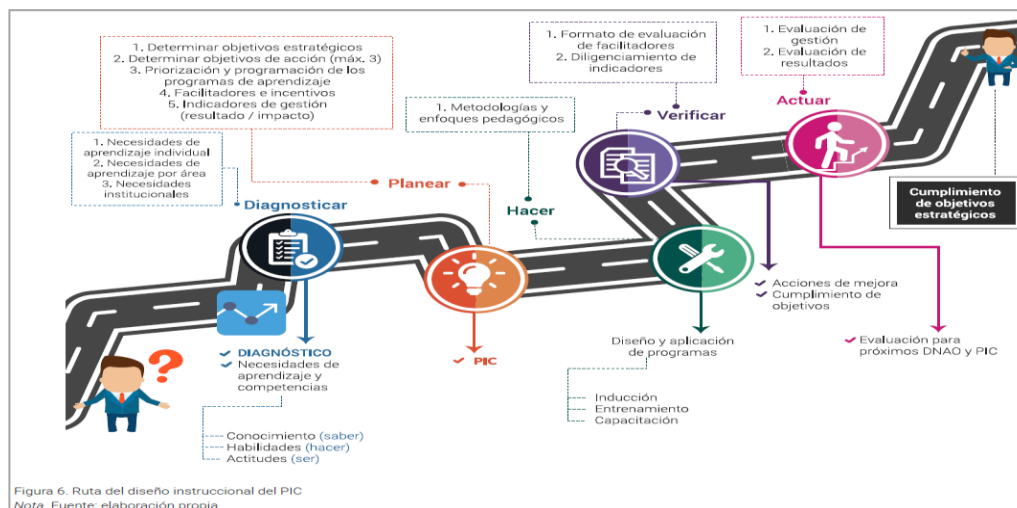 1. Determinar objetivos estratégicos
2. Determinar objetivos de acción (máx. 3)
3. Priorización y programación de los
programas de aprendizaje
4. Facilitadores e incentivos
5. Indicadores de gestión
(resultado / impacto)
1. Formato de evaluación
de facilitadores
2. Diligenciamiento de
indicadores
1. Evaluación de
gestión
2. Evaluación de
resultados
1. Metodologías y
enfoques pedagógicos
Verificar
Actuar
1. Necesidades de
aprendizaje individual
2. Necesidades de
aprendizaje por área
3. Necesidades
institucionales
Planear
Diagnosticar
Hacer
Cumplimiento
de objetivos
estratégicos
Acciones de mejora
Cumplimiento de
objetivos
DIAGNÓSTICO
Necesidades de
aprendizaje y
competencias
PIC
Diseño y aplicación
de programas
Evaluación para
próximos DNAO y PIC
Inducción
Entrenamiento
Capacitación
Conocimiento (saber)
Habilidades (hacer)
Actitudes (ser)
?
Figura 6. Ruta del diseño instruccional del PIC
Nota. Fuente: elaboración propia